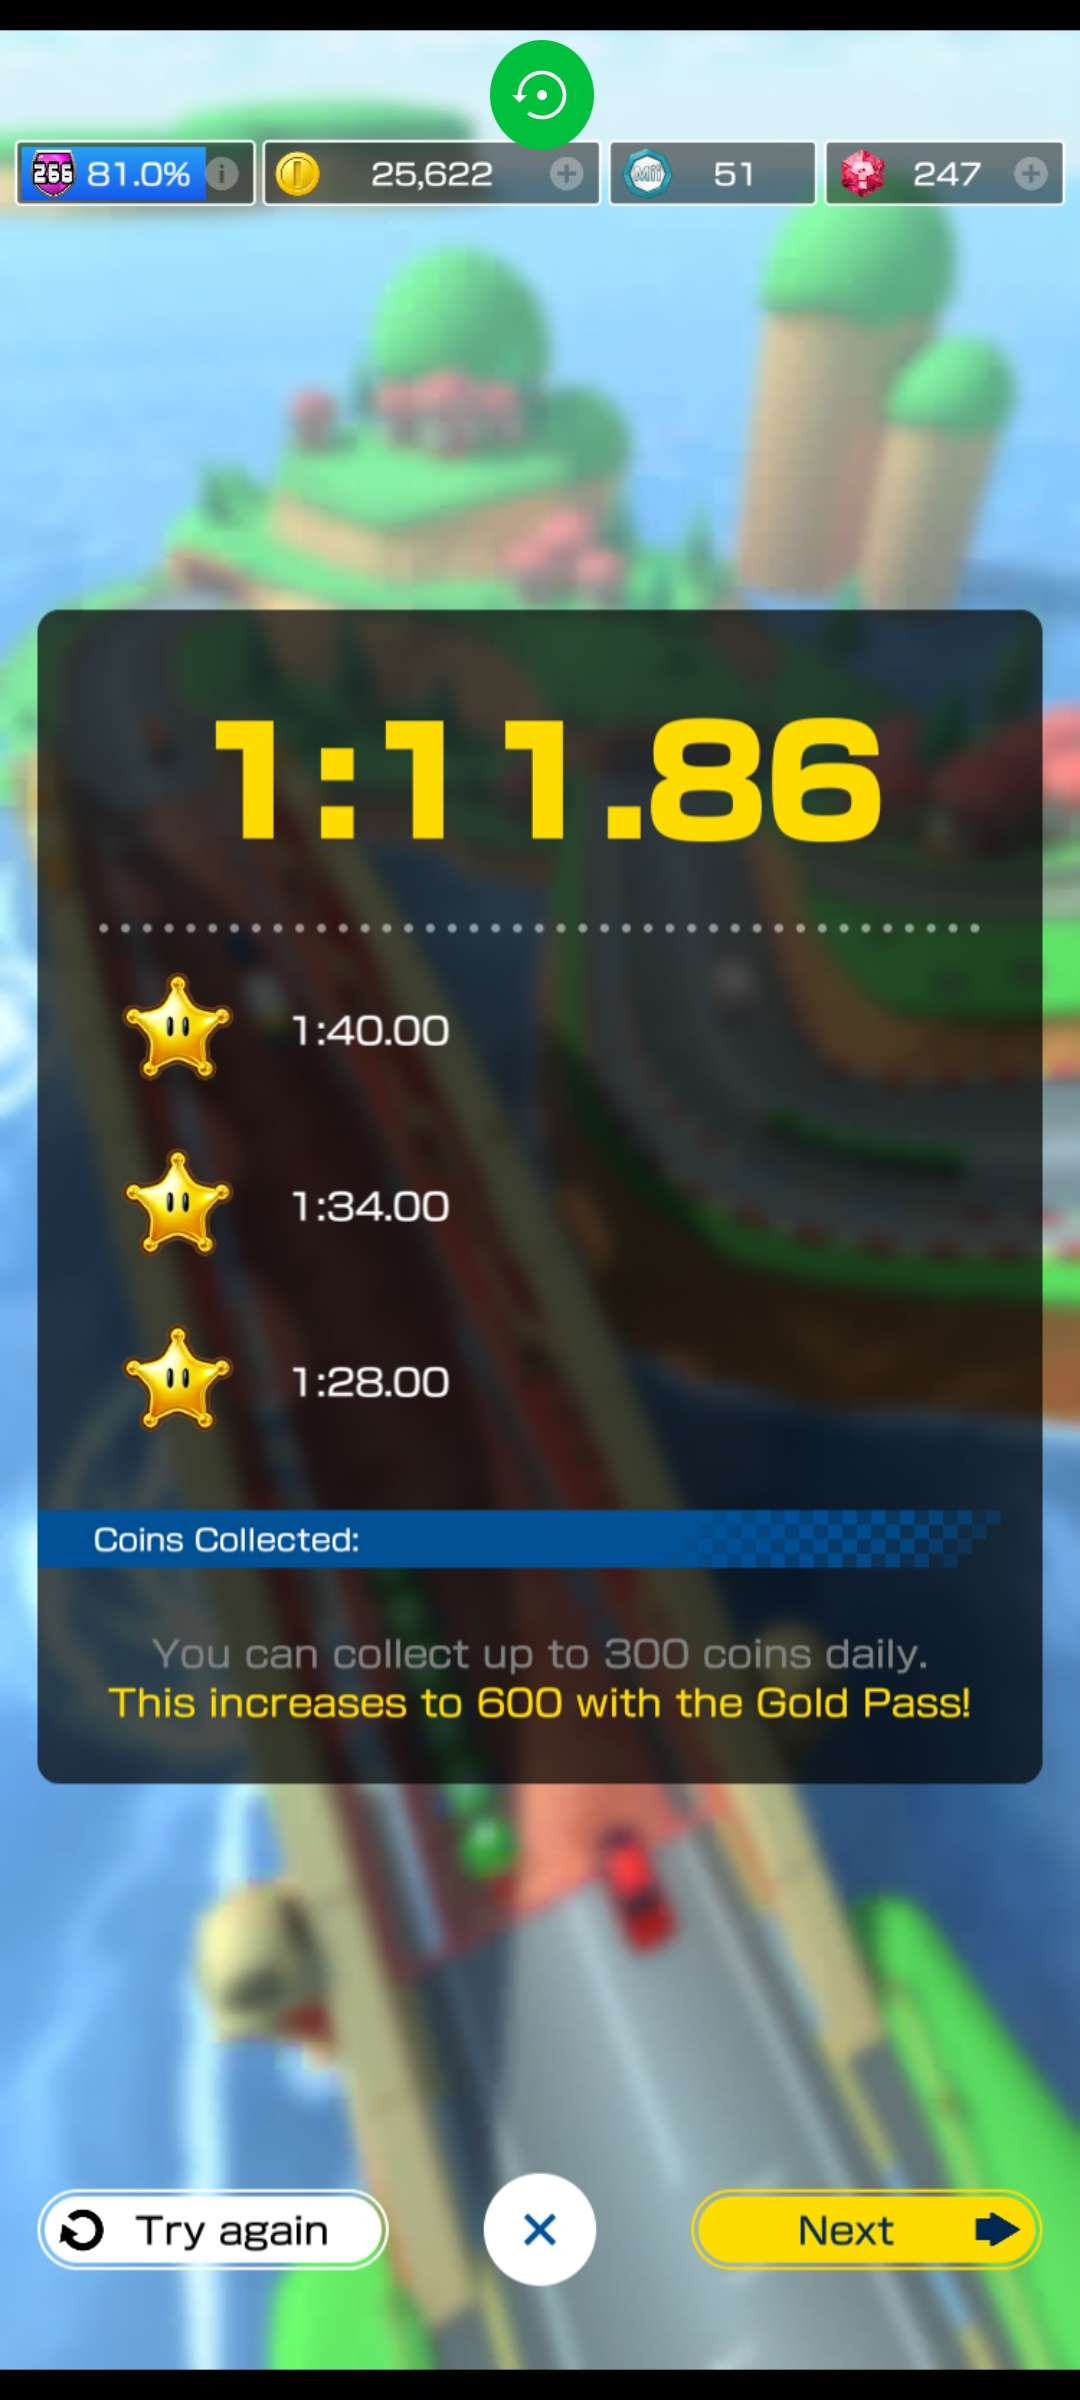 266 81.0% i 25,622 + Mii 51 247 +
1:11.86
1:40.00
1:34.00
1:28.00
Coins Collected:
You can collect up to 300 coins daily.
This increases to 600 with the Gold Pass!
Try again × Next